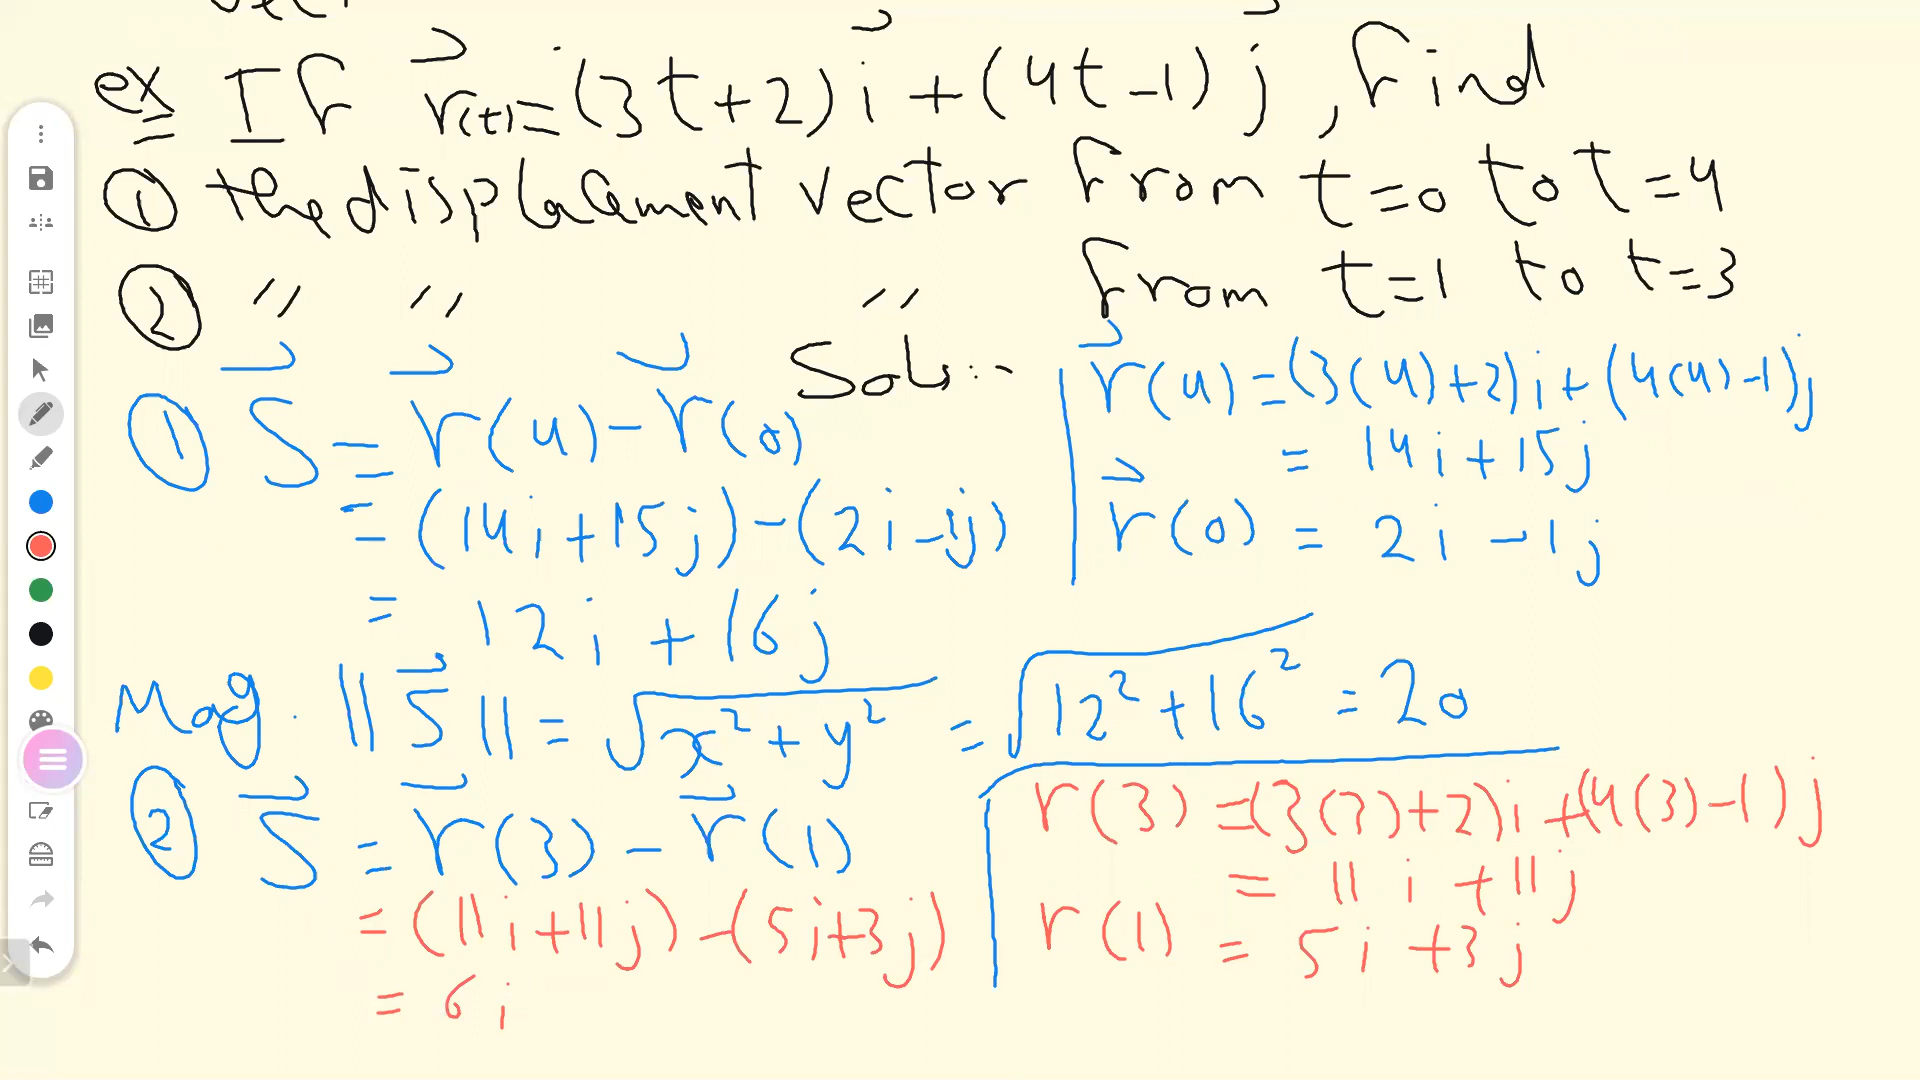 ex If r(t)=(3t+2)i+(4t-1)j, find
① the displacement vector from t=0 to t=4
② " " " from t=1 to t=3
Sol:-
① S = r(4) - r(0)
= (14i+15j)-(2i-1j)
= 12i + 16j
r(4) = (3(4)+2)i+(4(4)-1)j
= 14i+15j
r(0) = 2i-1j
Mag. ||S|| = √x²+y² = √12²+16² = 20
② S = r(3) - r(1)
= (11i+11j)-(5i+3j)
= 6i
r(3) =(3(3)+2)i+(4(3)-1)j
= 11i+11j
r(1) = 5i+3j